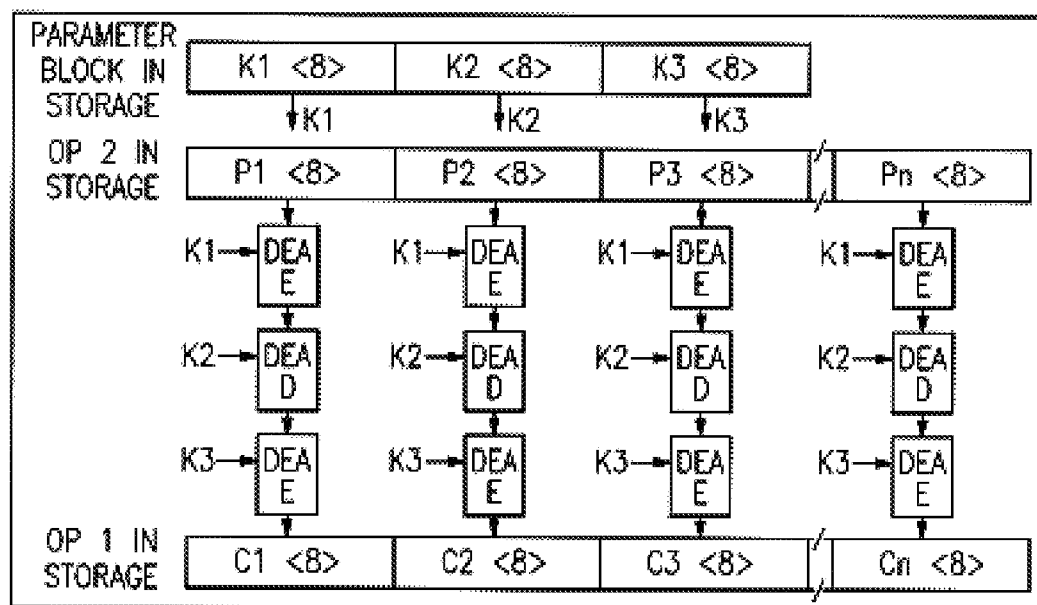 PARAMETER
BLOCK IN
STORAGE
K1 <8> K2 <8> K3 <8>
K1 K2 K3
OP 2 IN
STORAGE
P1 <8> P2 <8> P3 <8> Pn <8>
K1 DEA K1 DEA K1 DEA K1 DEA
E E E E
K2 DEA K2 DEA K2 DEA K2 DEA
D D D D
K3 DEA K3 DEA K3 DEA K3 DEA
E E E E
OP 1 IN
STORAGE
C1 <8> C2 <8> C3 <8> Cn <8>